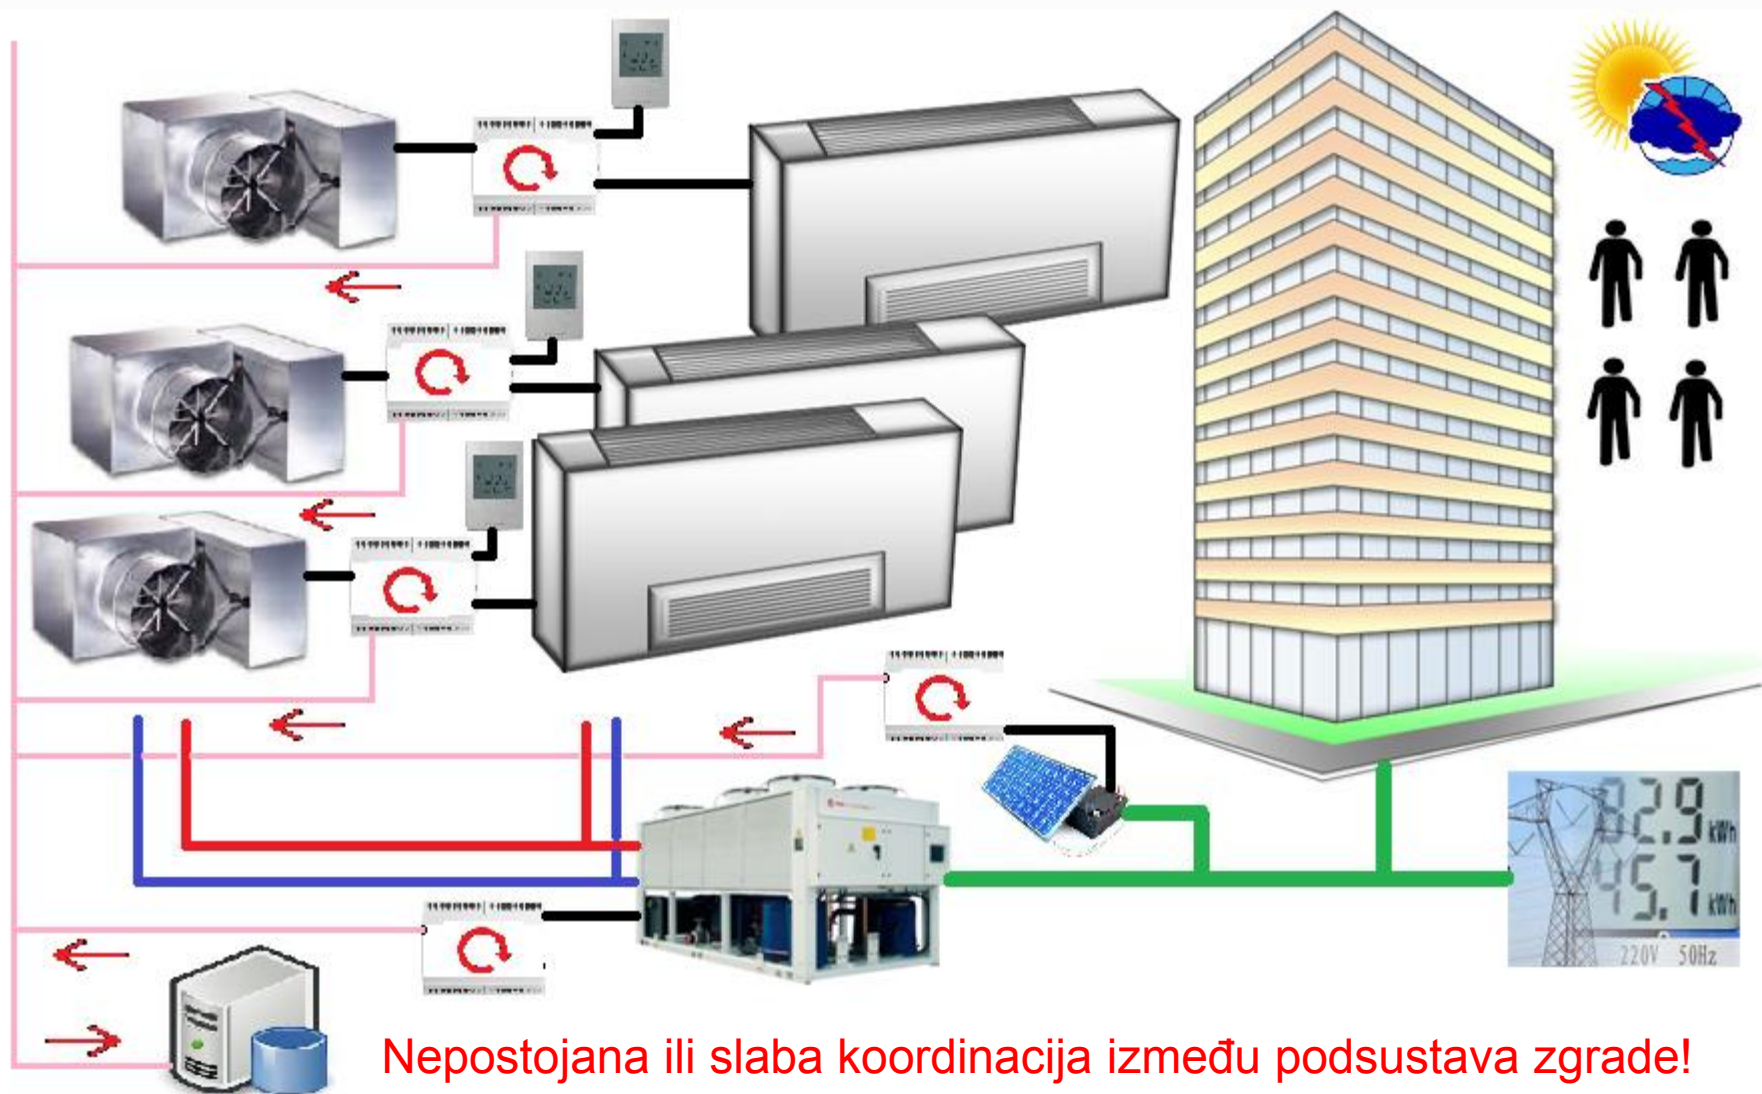 82.9 kWh
45.7 kWh
220V 50Hz
Nepostojana ili slaba koordinacija između podsustava zgrade!